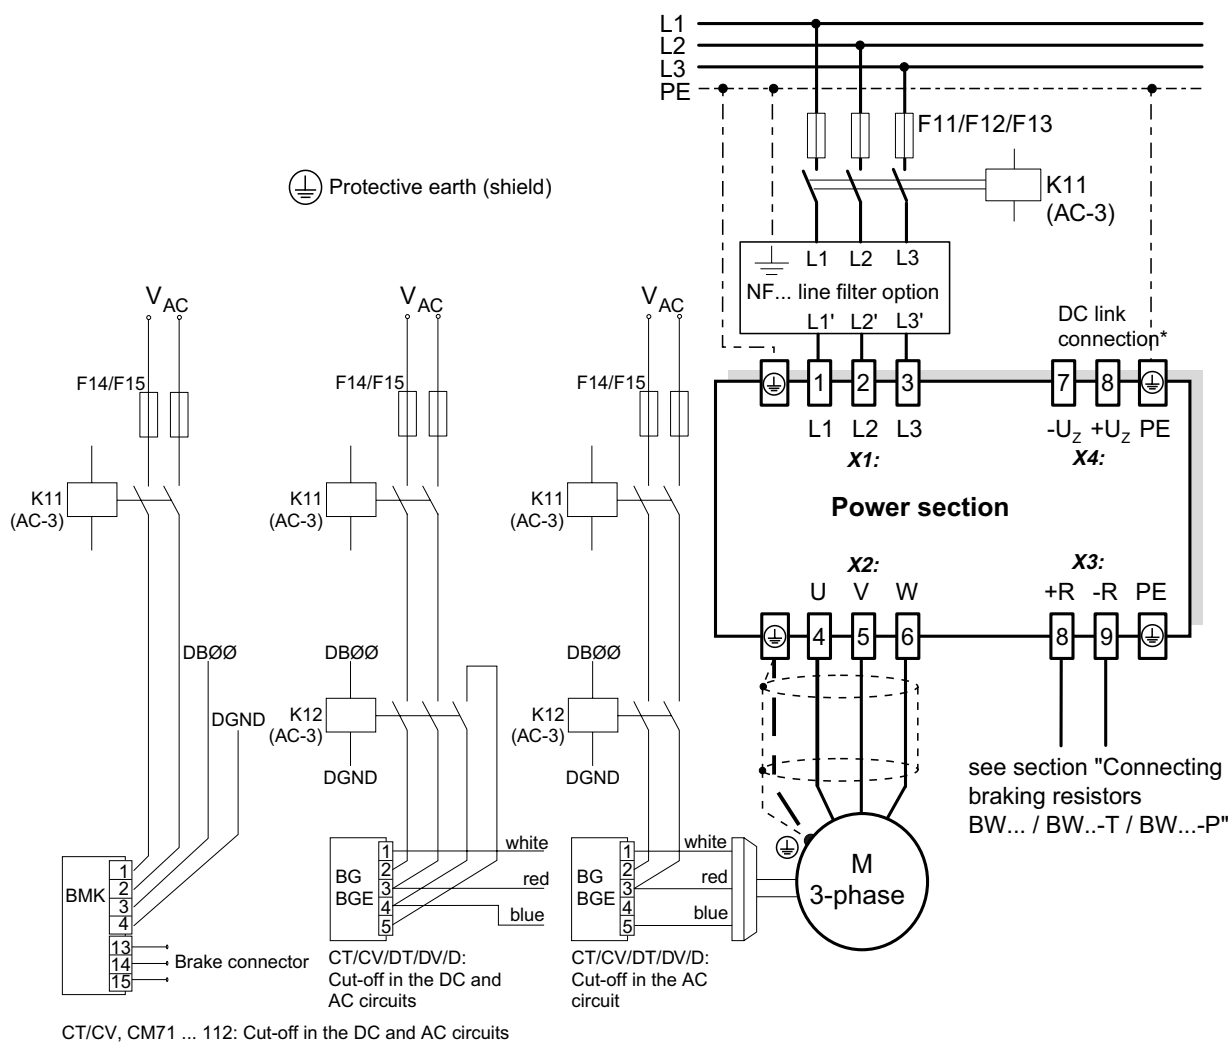 L1
L2
L3
PE
F11/F12/F13
K11
(AC-3)
Protective earth (shield)
L1 L2 L3
NF... line filter option
L1' L2' L3'
DC link
connection*
1 2 3 7 8
L1 L2 L3 -UZ +UZ PE
X1: X4:
Power section
X2: X3:
U V W +R -R PE
4 5 6 8 9
see section "Connecting
braking resistors
BW... / BW..-T / BW...-P"
M
3-phase
VAC
F14/F15
K11
(AC-3)
DBØØ
DGND
BMK
1
2
3
4
13
14
15
Brake connector
CT/CV, CM71 ... 112: Cut-off in the DC and AC circuits
VAC
F14/F15
K11
(AC-3)
DBØØ
K12
(AC-3)
DGND
BG
BGE
1
2
3
4
5
white
red
blue
CT/CV/DT/DV/D:
Cut-off in the DC and
AC circuits
VAC
F14/F15
K11
(AC-3)
DBØØ
K12
(AC-3)
DGND
BG
BGE
1
2
3
4
5
white
red
blue
CT/CV/DT/DV/D:
Cut-off in the AC
circuit